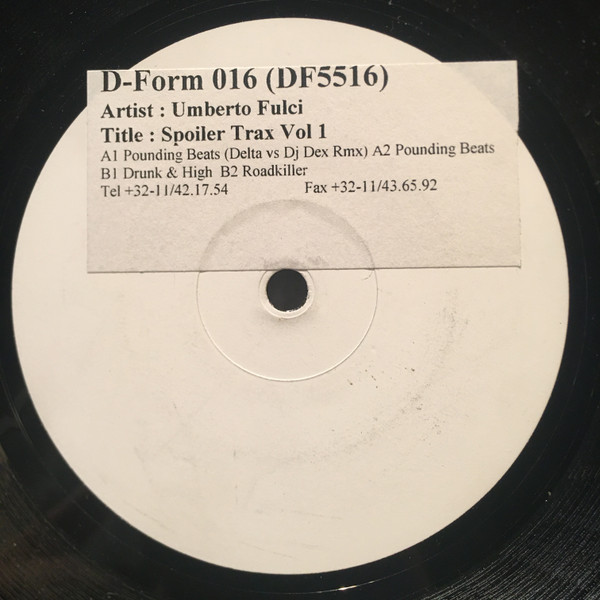 D-Form 016 (DF5516)
Artist : Umberto Fulci
Title : Spoiler Trax Vol 1
A1 Pounding Beats (Delta vs Dj Dex Rmx) A2 Pounding Beats
B1 Drunk & High B2 Roadkiller
Tel +32-11/42.17.54 Fax +32-11/43.65.92